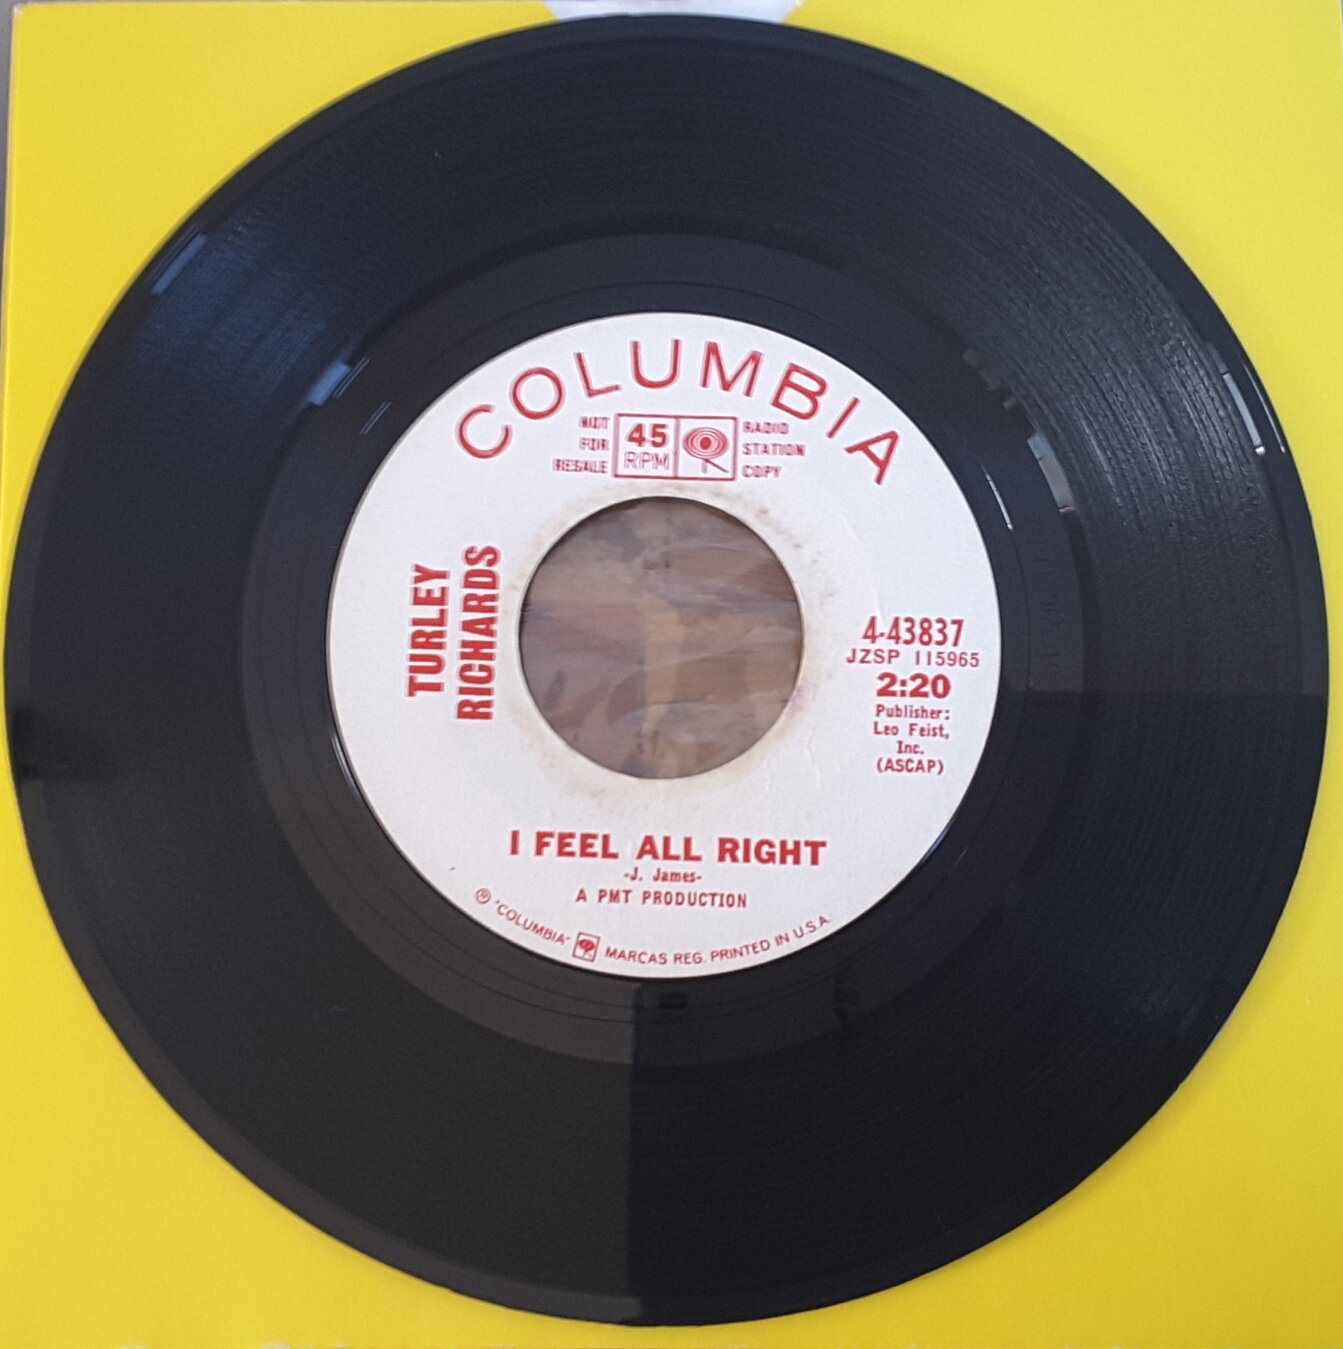 COLUMBIA
NOT
FOR
RESALE
45
RPM
RADIO
STATION
COPY
TURLEY
RICHARDS
4-43837
JZSP 115965
2:20
Publisher:
Leo Feist,
Inc.
(ASCAP)
I FEEL ALL RIGHT
-J. James-
A PMT PRODUCTION
"COLUMBIA" MARCAS REG. PRINTED IN U.S.A.